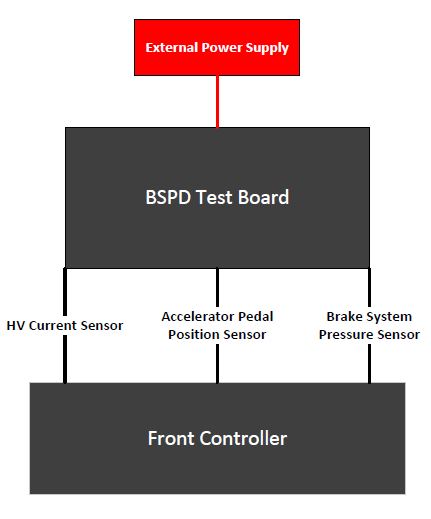 External Power Supply
BSPD Test Board
HV Current Sensor
Accelerator Pedal
Position Sensor
Brake System
Pressure Sensor
Front Controller